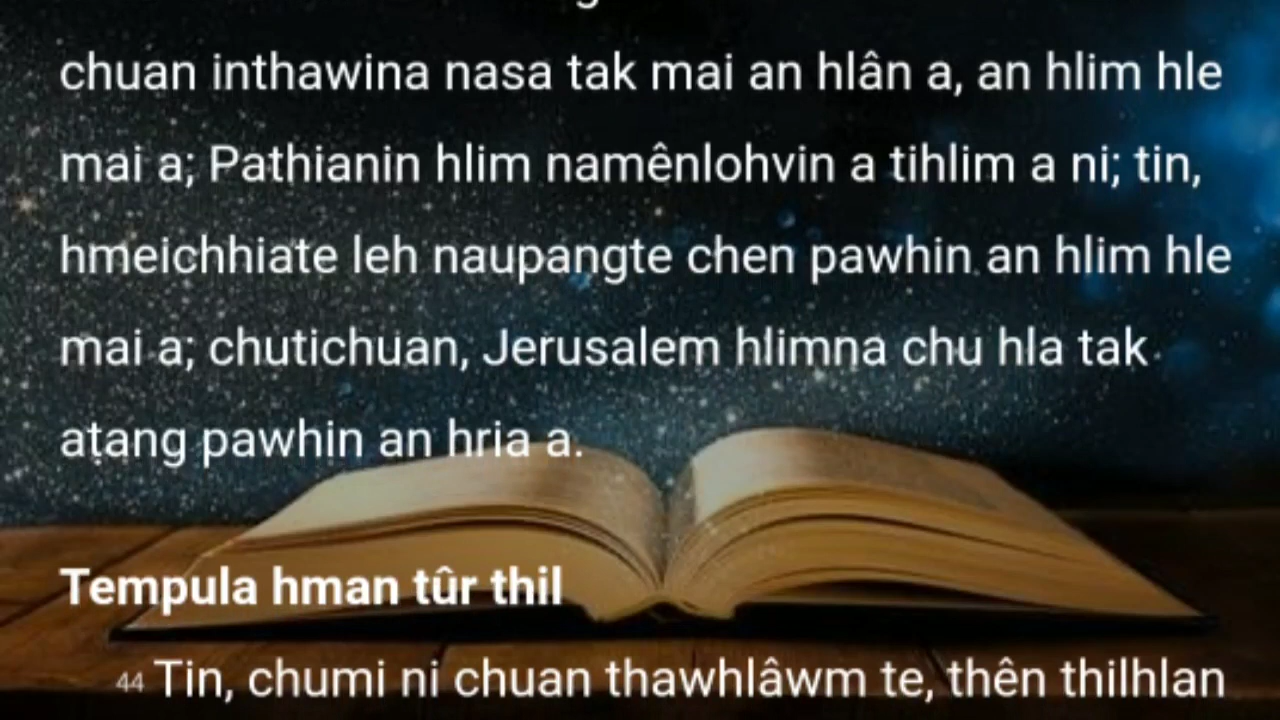 chuan inthawina nasa tak mai an hlân a, an hlim hle
mai a; Pathianin hlim namênlohvin a tihlim a ni; tin,
hmeichhiate leh naupangte chen pawhin an hlim hle
mai a; chutichuan, Jerusalem hlimna chu hla tak
aṭang pawhin an hria a.
Tempula hman tûr thil
44 Tin, chumi ni chuan thawhlâwm te, thên thilhlan